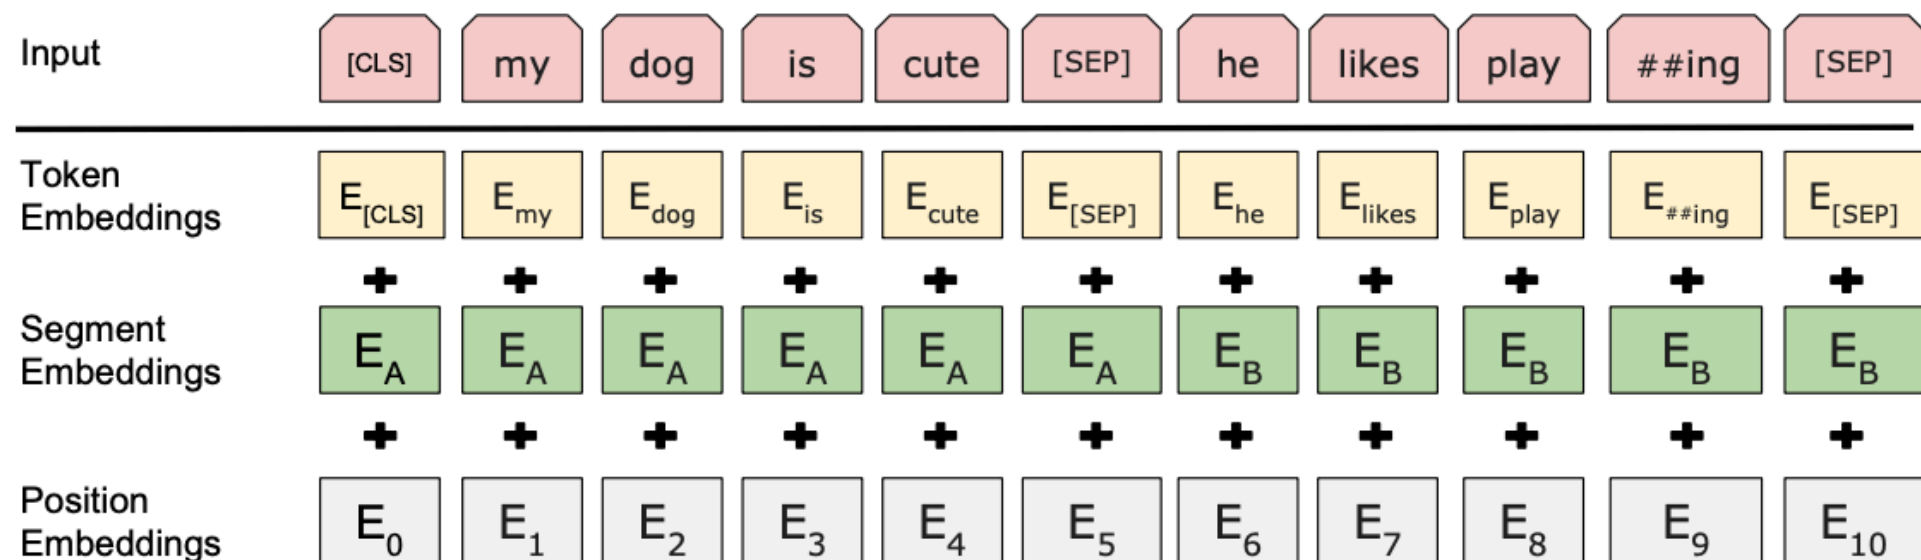 Input [CLS] my dog is cute [SEP] he likes play ##ing [SEP]
Token
Embeddings E[CLS] Emy Edog Eis Ecute E[SEP] Ehe Elikes Eplay E##ing E[SEP]
+ + + + + + + + + + +
Segment
Embeddings EA EA EA EA EA EA EB EB EB EB EB
+ + + + + + + + + + +
Position
Embeddings E0 E1 E2 E3 E4 E5 E6 E7 E8 E9 E10